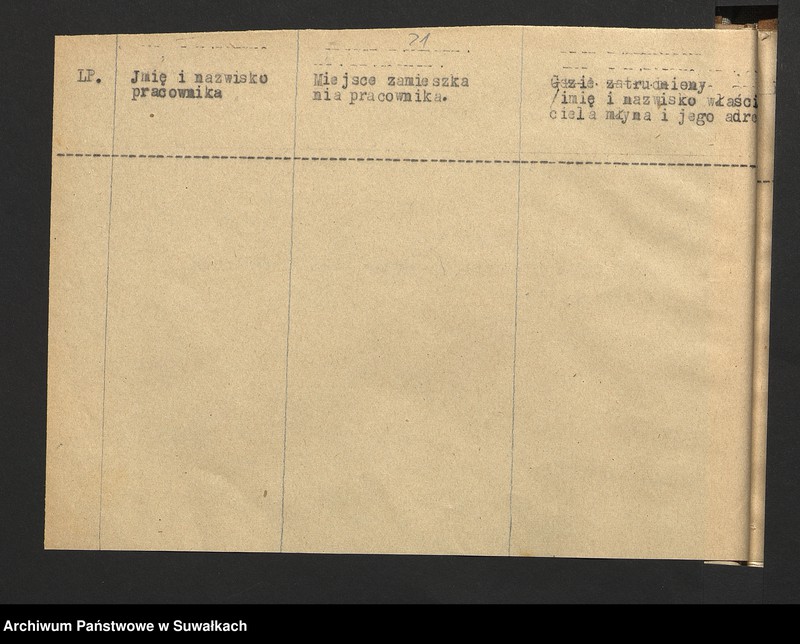 21
LP.
Jmię i nazwisko
pracownika
Miejsce zamieszka
nia pracownika.
Gdzie zatrudniony
/imię i nazwisko właści
ciela młyna i jego adre
Archiwum Państwowe w Suwałkach